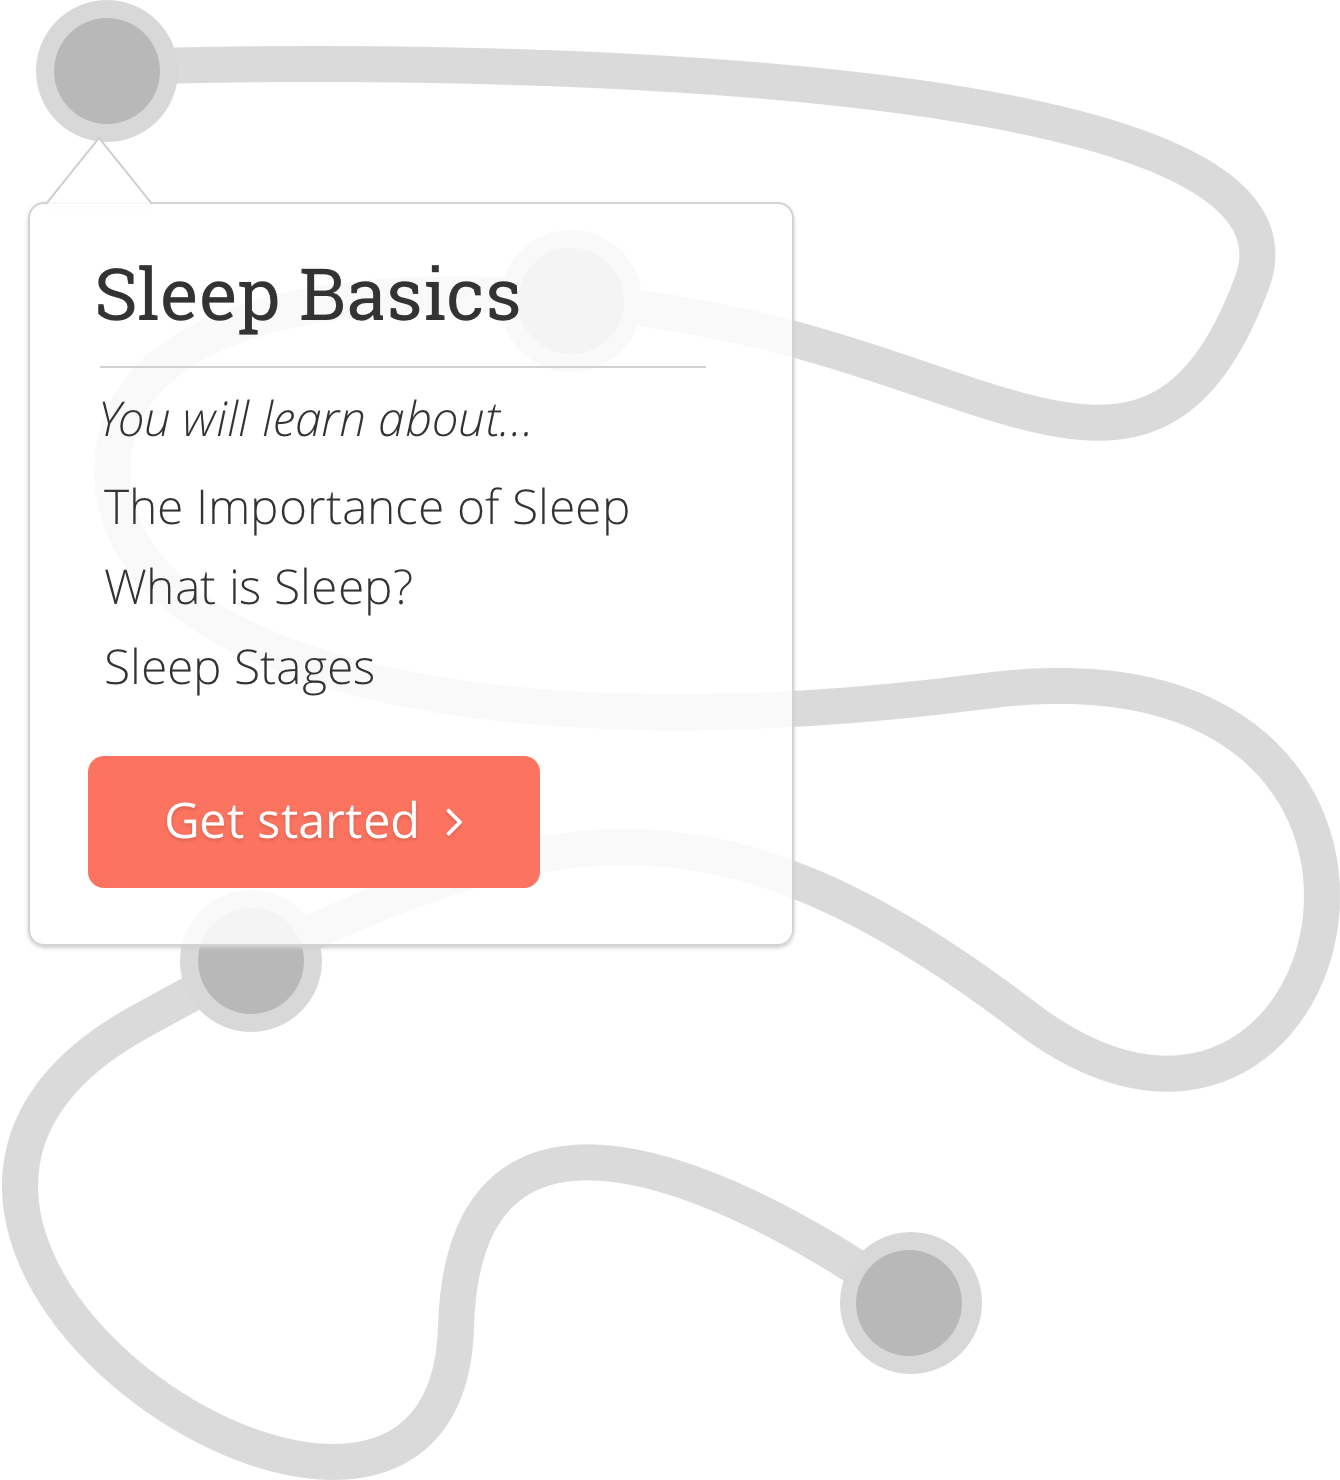 Sleep Basics
You will learn about...
The Importance of Sleep
What is Sleep?
Sleep Stages
Get started